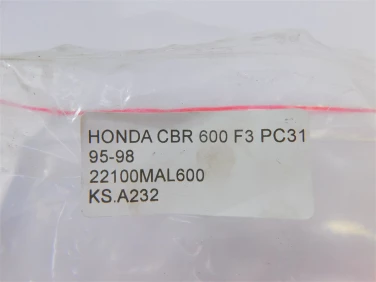 HONDA CBR 600 F3 PC31
95-98
22100MAL600
KS.A232